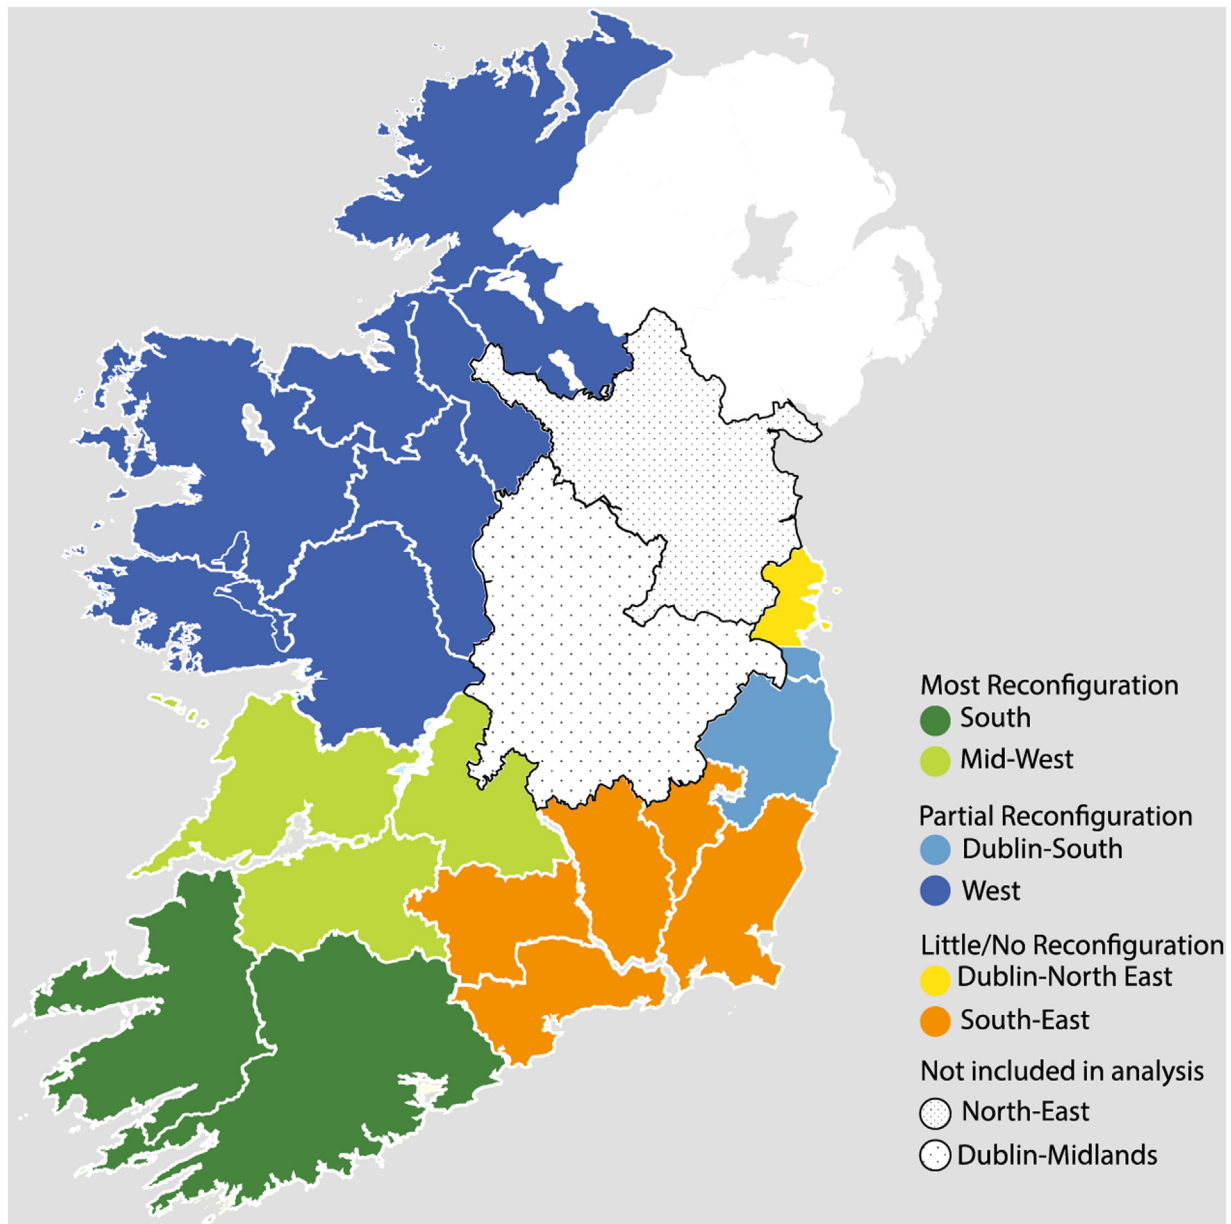 Most Reconfiguration
South
Mid-West
Partial Reconfiguration
Dublin-South
West
Little/No Reconfiguration
Dublin-North East
South-East
Not included in analysis
North-East
Dublin-Midlands